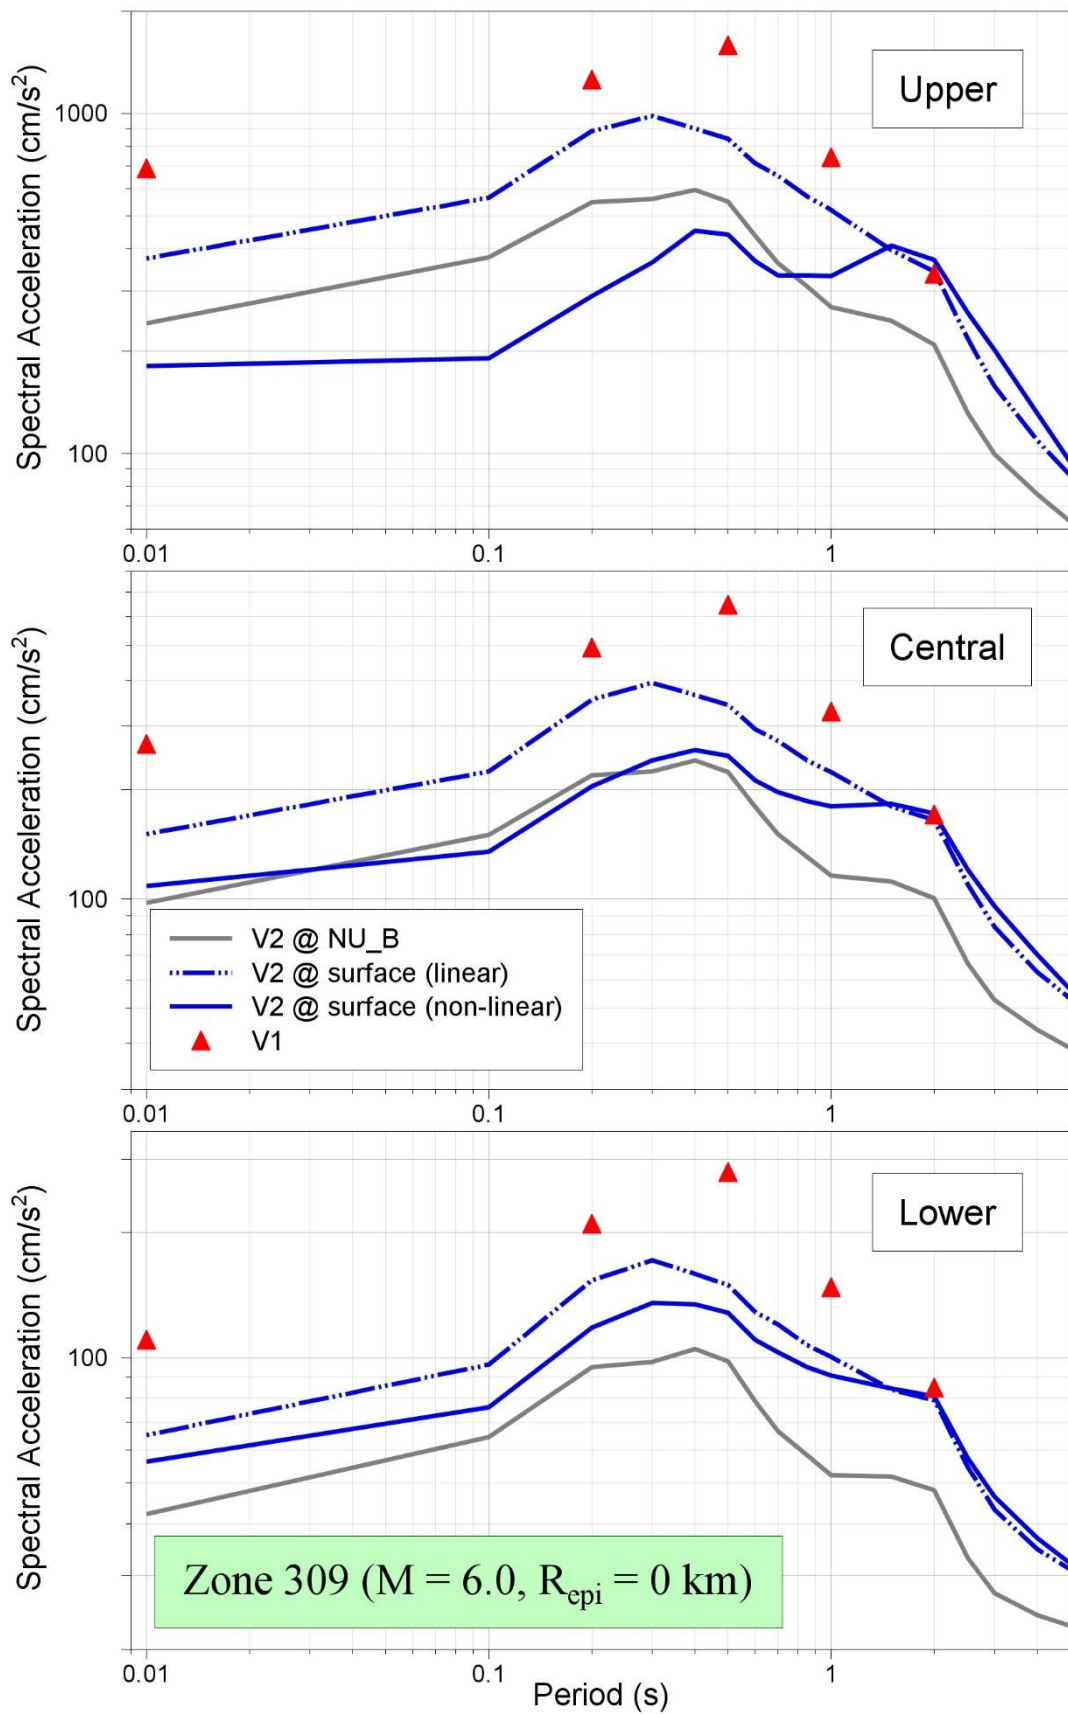 Spectral Acceleration (cm/s²)
1000
100
Upper
0.01
0.1
1
Spectral Acceleration (cm/s²)
100
Central
V2 @ NU_B
V2 @ surface (linear)
V2 @ surface (non-linear)
V1
0.01
0.1
1
Spectral Acceleration (cm/s²)
100
Lower
Zone 309 (M = 6.0, Repi = 0 km)
0.01
0.1
1
Period (s)